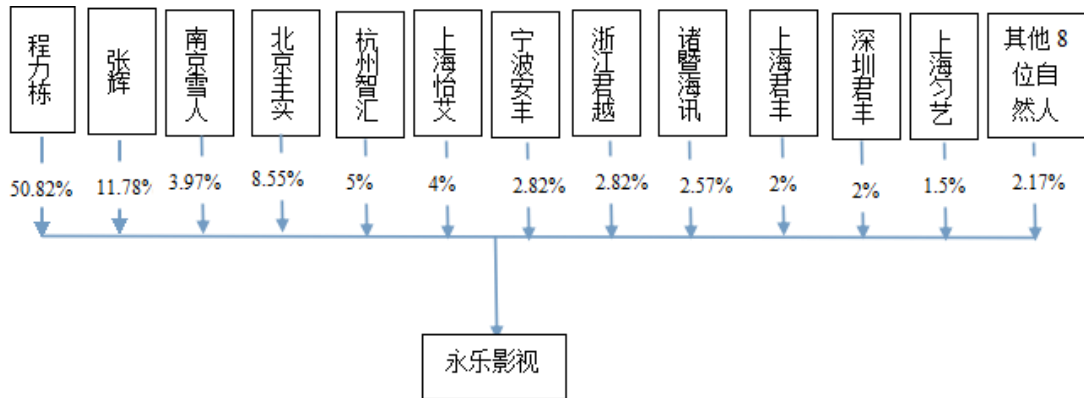 程力栋
张辉
南京雪人
北京丰实
杭州智汇
上海怡艾
宁波安丰
浙江君越
诸暨海讯
上海君丰
深圳君丰
上海匀艺
其他 8
位自
然人
50.82%
11.78%
3.97%
8.55%
5%
4%
2.82%
2.82%
2.57%
2%
2%
1.5%
2.17%
永乐影视